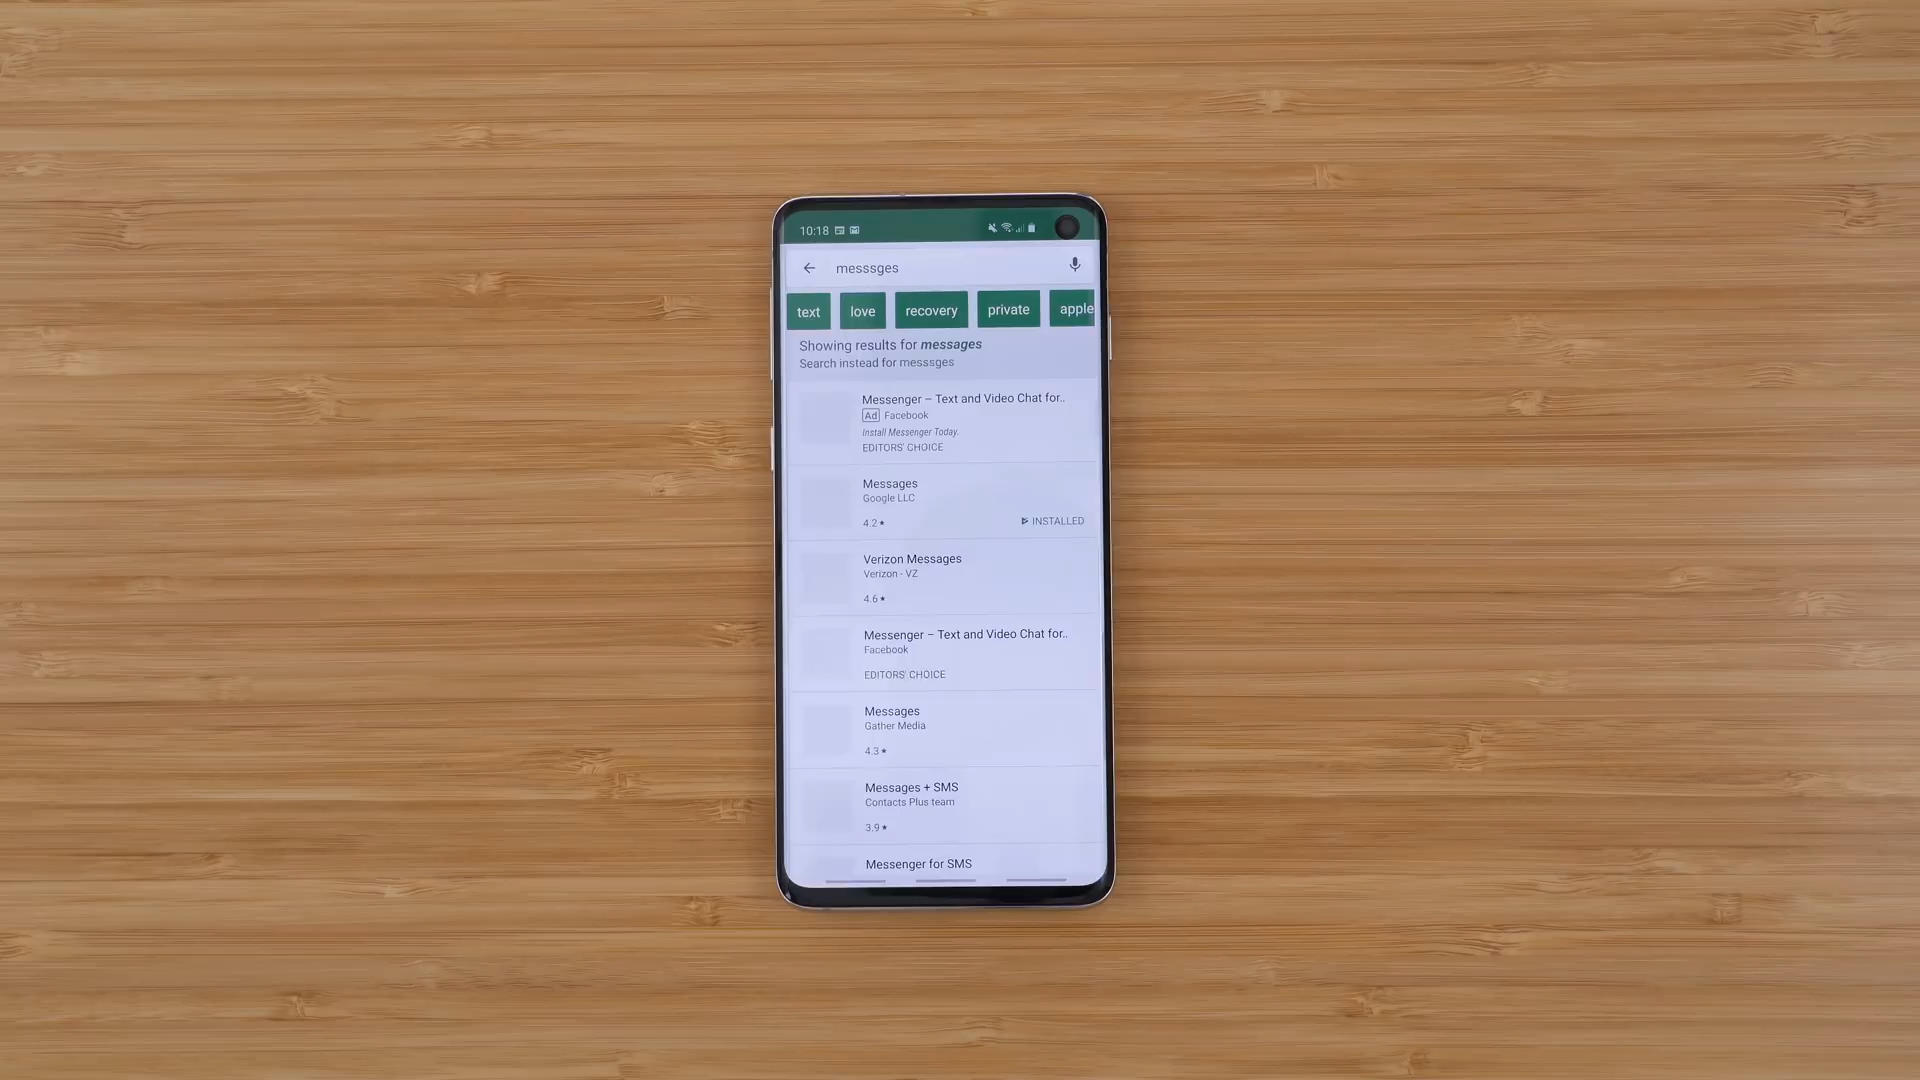 10:18
messsges
text love recovery private apple
Showing results for messages
Search instead for messsges
Messenger – Text and Video Chat for..
Ad Facebook
Install Messenger Today.
EDITORS' CHOICE
Messages
Google LLC
4.2★ INSTALLED
Verizon Messages
Verizon - VZ
4.6★
Messenger – Text and Video Chat for..
Facebook
EDITORS' CHOICE
Messages
Gather Media
4.3★
Messages + SMS
Contacts Plus team
3.9★
Messenger for SMS